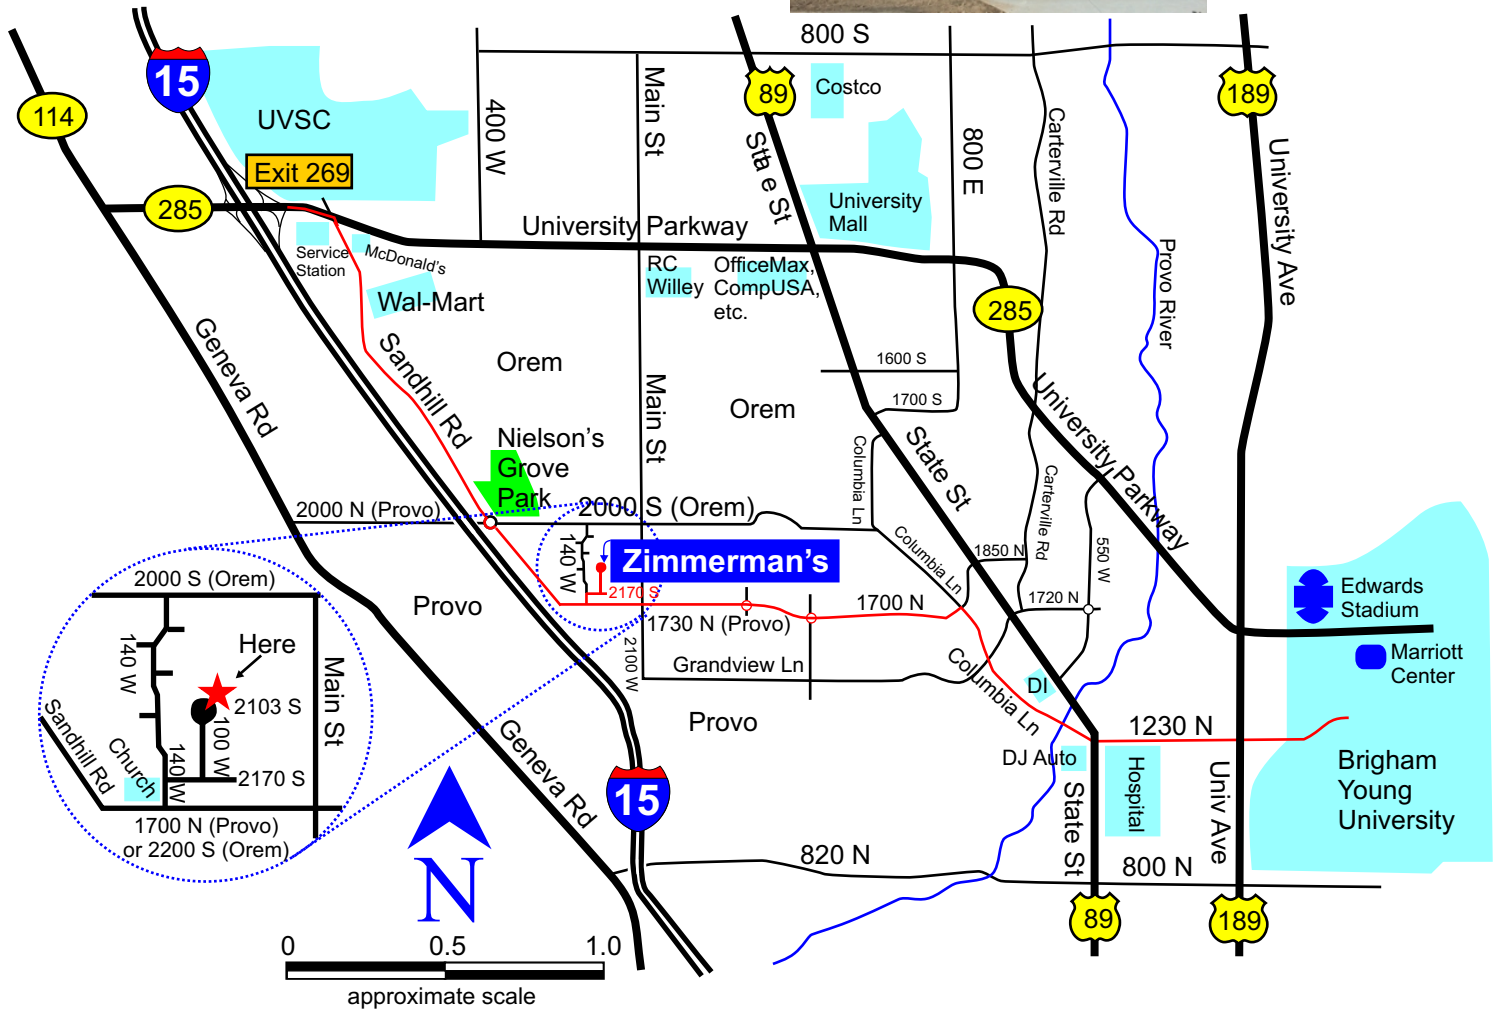 800 S
15
89
189
114
UVSC
Costco
400 W
Main St
Stta e St
800 E
Carterville Rd
University Ave
Exit 269
285
University
Mall
University Parkway
Service
Station
McDonald's
Wal-Mart
RC
Willey
OfficeMax,
CompUSA,
etc.
285
Provo River
Geneva Rd
Sandhill Rd
Orem
Main St
Orem
1600 S
1700 S
University Parkway
Nielson's
Grove
Park
Columbia Ln
State St
Carterville Rd
2000 N (Provo)
2000 S (Orem)
140 W
Zimmerman's
2170 S
Columbia Ln
1850 N
550 W
1720 N
1700 N
1730 N (Provo)
Edwards
Stadium
Marriott
Center
2000 S (Orem)
Provo
2100 W
Grandview Ln
Columbia Ln
DI
Here
140 W
Main St
2103 S
100 W
Sandhill Rd
Church
140 W
2170 S
1700 N (Provo)
or 2200 S (Orem)
Provo
Geneva Rd
15
1230 N
DJ Auto
Hospital
State St
Univ Ave
Brigham
Young
University
N
820 N
800 N
89
189
0 0.5 1.0
approximate scale